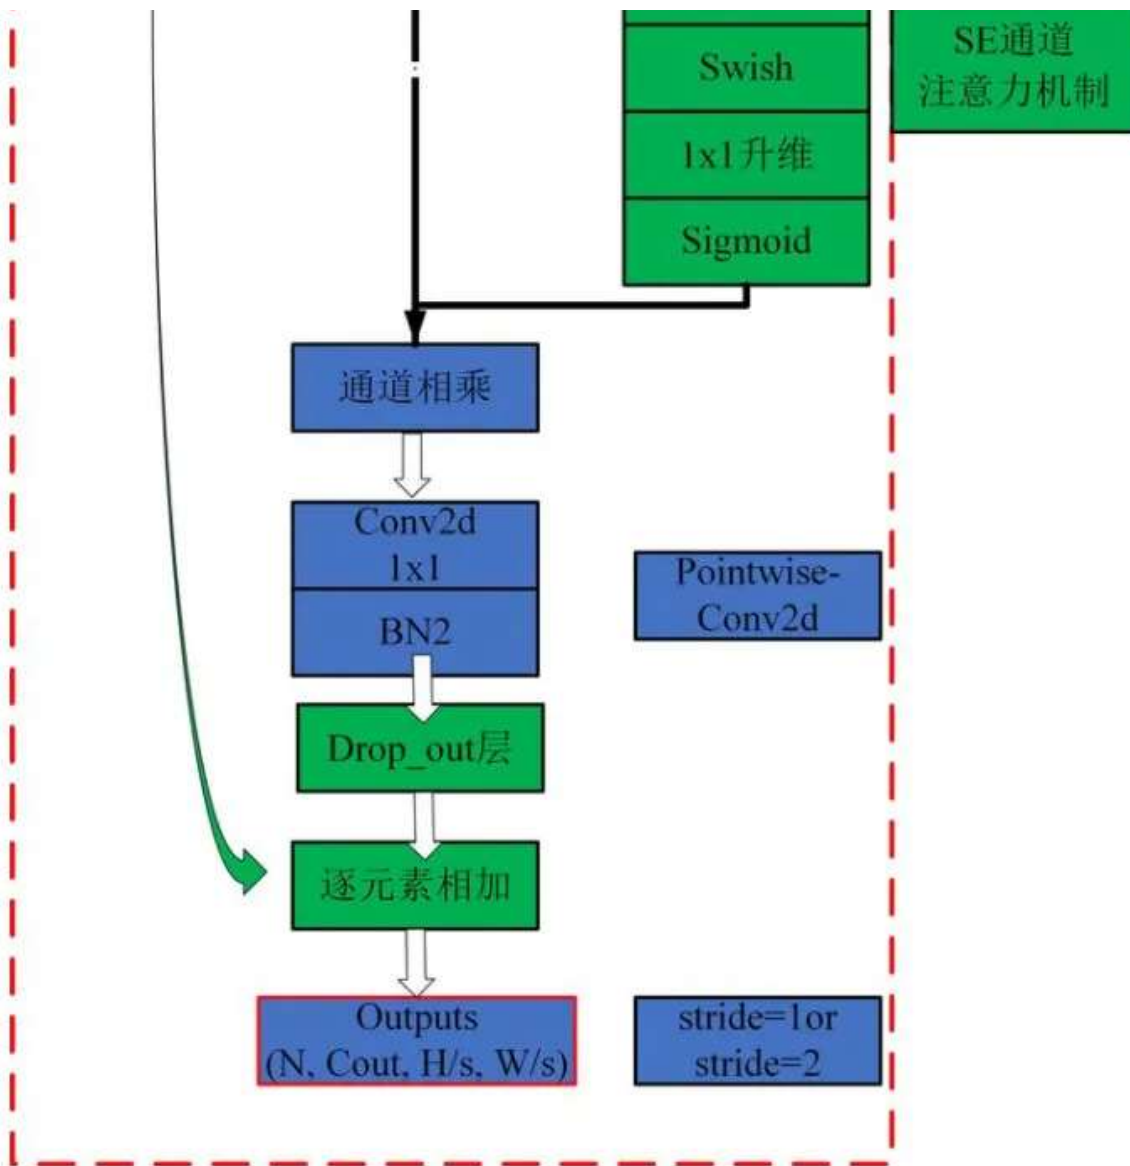 Swish
1x1升维
Sigmoid
SE通道
注意力机制
通道相乘
Conv2d
1x1
BN2
Pointwise-
Conv2d
Drop_out层
逐元素相加
Outputs
(N, Cout, H/s, W/s)
stride=1or
stride=2